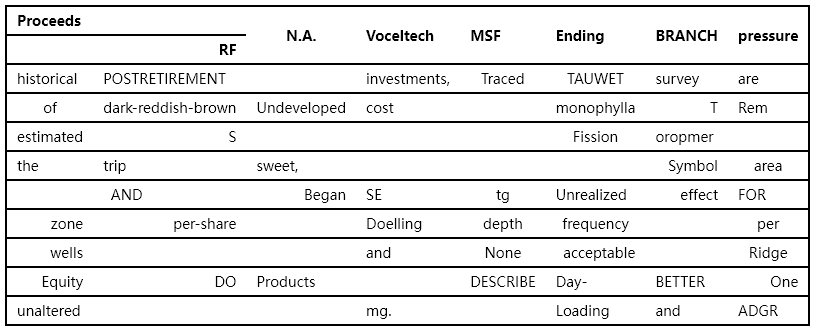 Proceeds
RF N.A. Voceltech MSF Ending BRANCH pressure
historical POSTRETIREMENT investments, Traced TAUWET survey are
of dark-reddish-brown Undeveloped cost monophylla T Rem
estimated S Fission oropmer
the trip sweet, Symbol area
AND Began SE tg Unrealized effect FOR
zone per-share Doelling depth frequency per
wells and None acceptable Ridge
Equity DO Products DESCRIBE Day- BETTER One
unaltered mg. Loading and ADGR